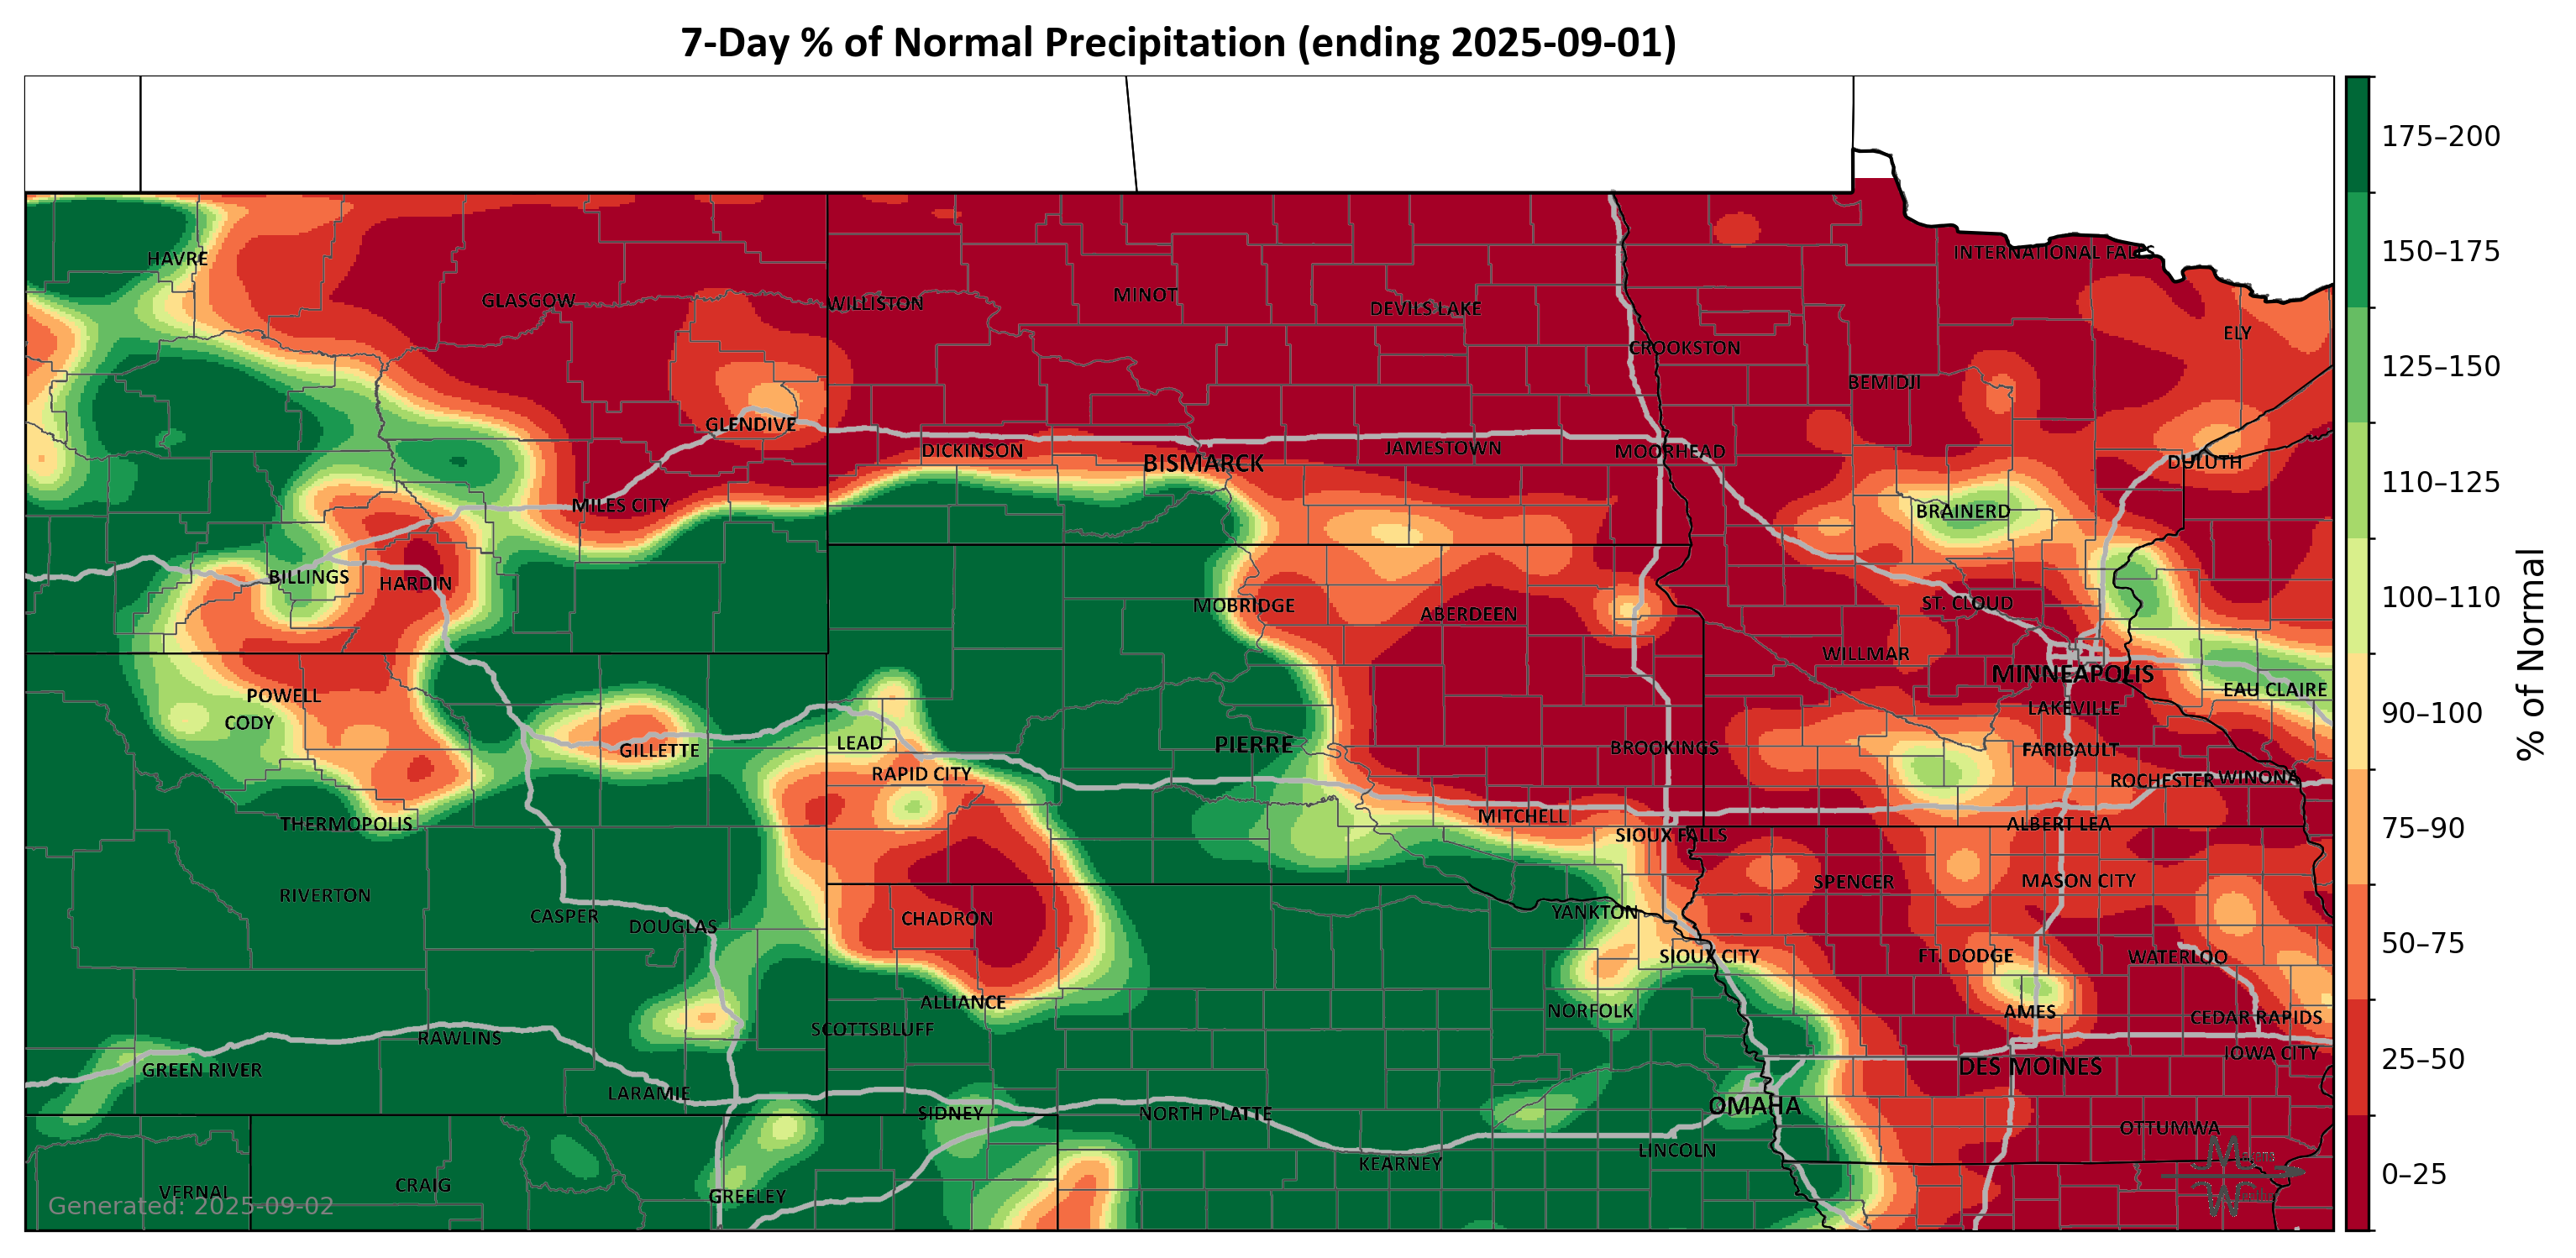 7-Day % of Normal Precipitation (ending 2025-09-01)
175–200
150–175
125–150
110–125
100–110
90–100
75–90
50–75
25–50
0–25
% of Normal
HAVRE
INTERNATIONAL FALLS
GLASGOW
WILLISTON
MINOT
DEVILS LAKE
ELY
CROOKSTON
BEMIDJI
GLENDIVE
DICKINSON
BISMARCK
JAMESTOWN
MOORHEAD
DULUTH
MILES CITY
BRAINERD
BILLINGS
HARDIN
MOBRIDGE
ABERDEEN
ST. CLOUD
WILLMAR
MINNEAPOLIS
POWELL
EAU CLAIRE
CODY
LAKEVILLE
GILLETTE
LEAD
PIERRE
BROOKINGS
FARIBAULT
RAPID CITY
ROCHESTER
WINONA
THERMOPOLIS
MITCHELL
ALBERT LEA
SIOUX FALLS
RIVERTON
SPENCER
MASON CITY
CASPER
DOUGLAS
CHADRON
YANKTON
SIOUX CITY
FT. DODGE
WATERLOO
ALLIANCE
NORFOLK
AMES
CEDAR RAPIDS
SCOTTSBLUFF
RAWLINS
IOWA CITY
GREEN RIVER
DES MOINES
LARAMIE
SIDNEY
NORTH PLATTE
OMAHA
OTTUMWA
LINCOLN
KEARNEY
VERNAL
CRAIG
GREELEY
Generated: 2025-09-02